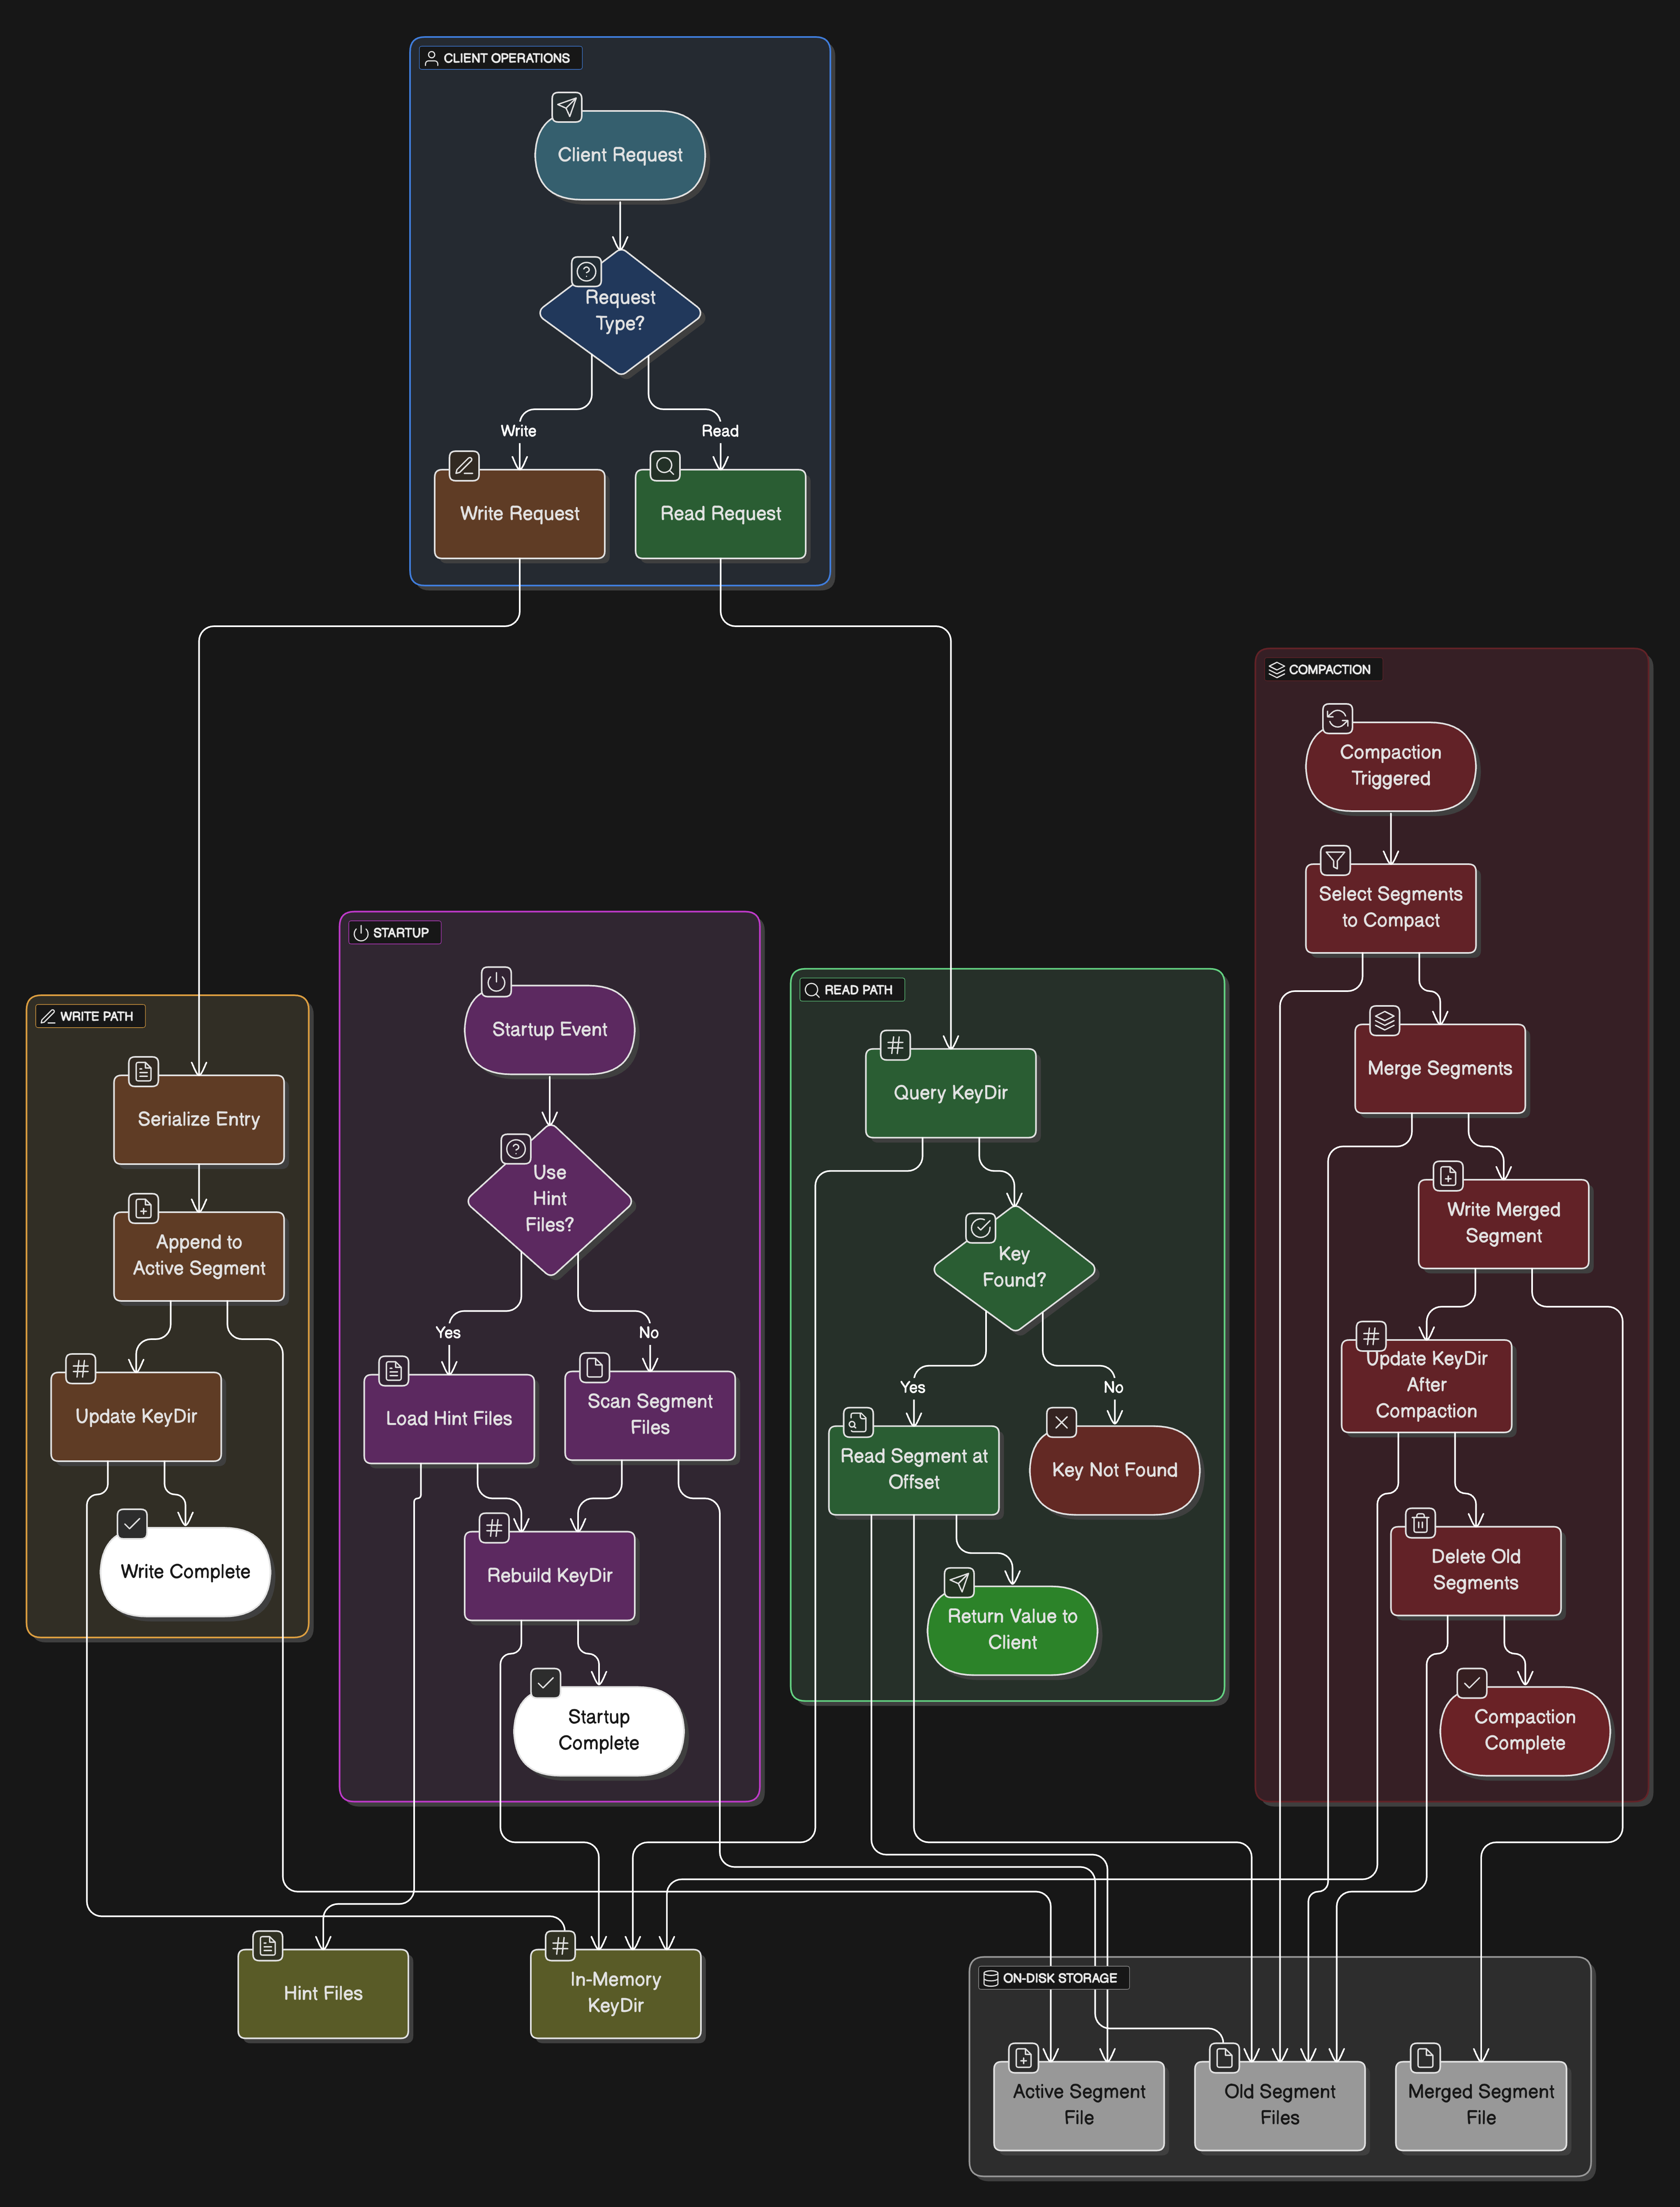 CLIENT OPERATIONS
Client Request
Request
Type?
Write
Read
Write Request
Read Request
COMPACTION
Compaction
Triggered
Select Segments
to Compact
Merge Segments
Write Merged
Segment
Update KeyDir
After
Compaction
Delete Old
Segments
Compaction
Complete
STARTUP
Startup Event
Use
Hint
Files?
Yes
No
Load Hint Files
Scan Segment
Files
Rebuild KeyDir
Startup
Complete
READ PATH
Query KeyDir
Key
Found?
Yes
No
Read Segment at
Offset
Key Not Found
Return Value to
Client
WRITE PATH
Serialize Entry
Append to
Active Segment
Update KeyDir
Write Complete
Hint Files
In-Memory
KeyDir
ON-DISK STORAGE
Active Segment
File
Old Segment
Files
Merged Segment
File